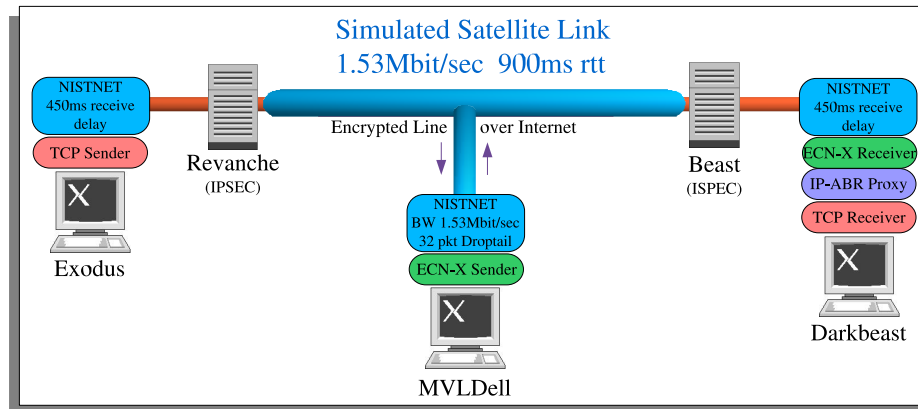 Simulated Satellite Link
1.53Mbit/sec 900ms rtt
NISTNET
450ms receive
delay
TCP Sender
X
Exodus
Revanche
(IPSEC)
Encrypted Line
over Internet
NISTNET
BW 1.53Mbit/sec
32 pkt Droptail
ECN-X Sender
X
MVLDell
Beast
(ISPEC)
NISTNET
450ms receive
delay
ECN-X Receiver
IP-ABR Proxy
TCP Receiver
X
Darkbeast